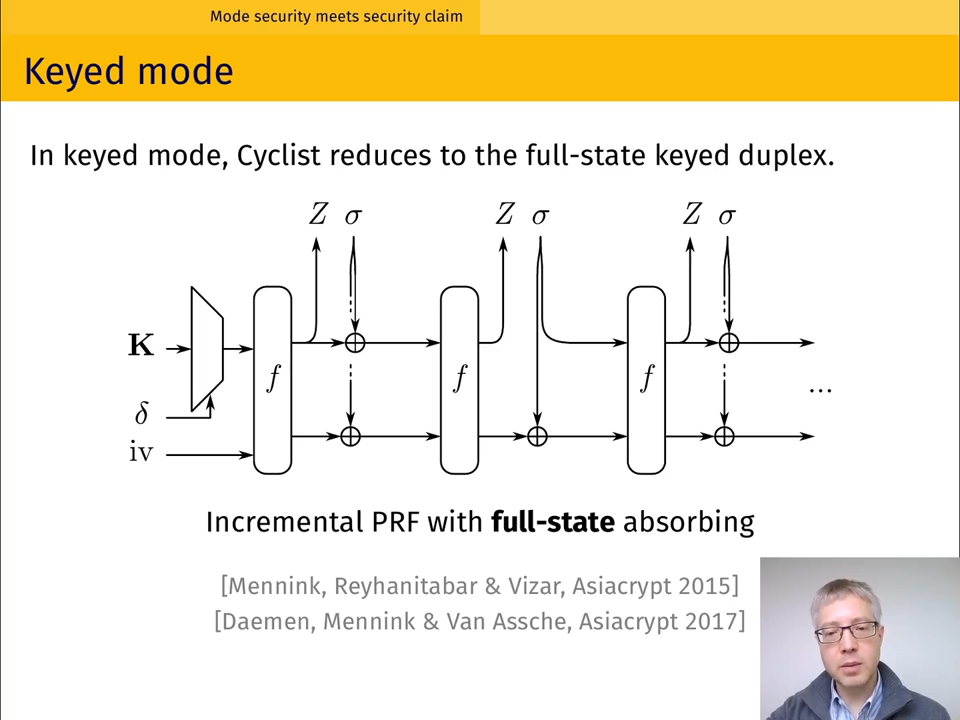 Mode security meets security claim
Keyed mode
In keyed mode, Cyclist reduces to the full-state keyed duplex.
Z σ Z σ Z σ
K
f f f
δ
...
iv
Incremental PRF with full-state absorbing
[Mennink, Reyhanitabar & Vizar, Asiacrypt 2015]
[Daemen, Mennink & Van Assche, Asiacrypt 2017]